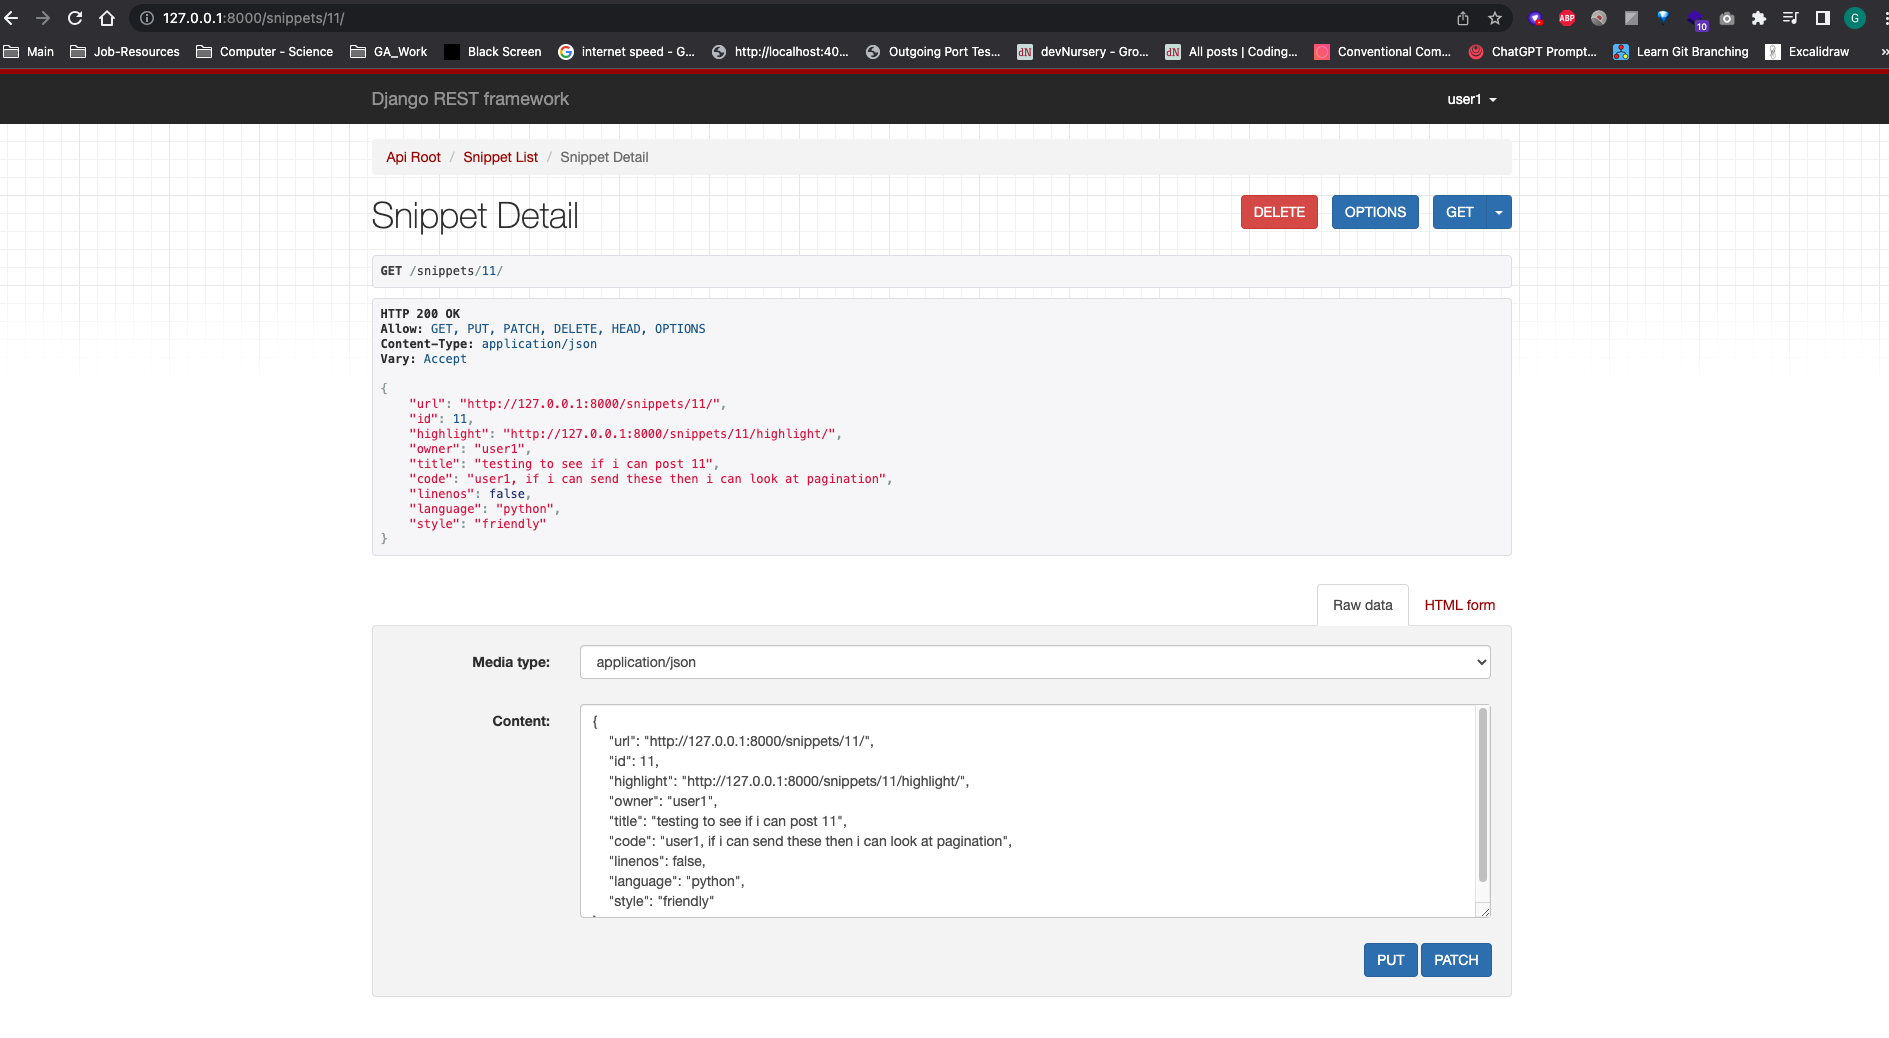 127.0.0.1:8000/snippets/11/
ABP
10
G
Main Job-Resources Computer - Science GA_Work Black Screen internet speed - G... http://localhost:40... Outgoing Port Tes... dN devNursery - Gro... dN All posts | Coding... Conventional Com... ChatGPT Prompt... Learn Git Branching Excalidraw »
Django REST framework user1
Api Root / Snippet List / Snippet Detail
Snippet Detail DELETE OPTIONS GET
GET /snippets/11/
HTTP 200 OK
Allow: GET, PUT, PATCH, DELETE, HEAD, OPTIONS
Content-Type: application/json
Vary: Accept
{
"url": "http://127.0.0.1:8000/snippets/11/",
"id": 11,
"highlight": "http://127.0.0.1:8000/snippets/11/highlight/",
"owner": "user1",
"title": "testing to see if i can post 11",
"code": "user1, if i can send these then i can look at pagination",
"linenos": false,
"language": "python",
"style": "friendly"
}
Raw data HTML form
Media type: application/json
Content: {
"url": "http://127.0.0.1:8000/snippets/11/",
"id": 11,
"highlight": "http://127.0.0.1:8000/snippets/11/highlight/",
"owner": "user1",
"title": "testing to see if i can post 11",
"code": "user1, if i can send these then i can look at pagination",
"linenos": false,
"language": "python",
"style": "friendly"
PUT PATCH